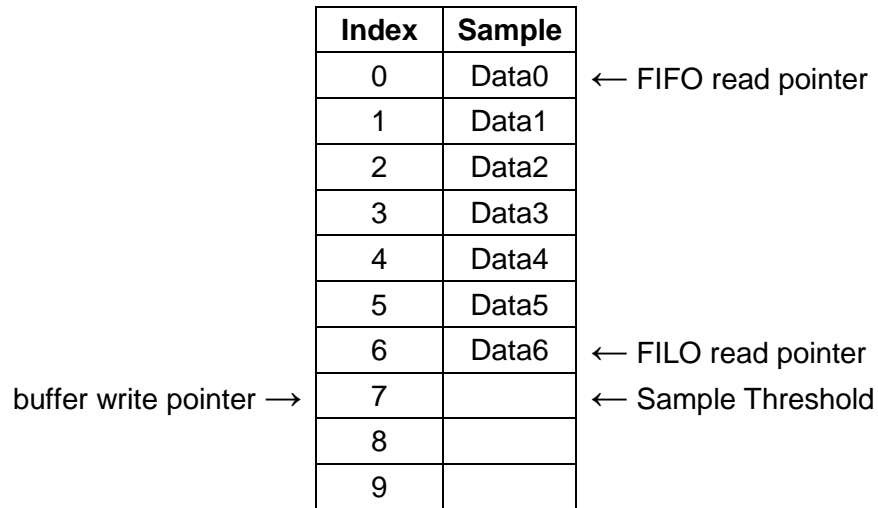 Index Sample
0 Data0 ← FIFO read pointer
1 Data1
2 Data2
3 Data3
4 Data4
5 Data5
6 Data6 ← FILO read pointer
buffer write pointer → 7 ← Sample Threshold
8
9